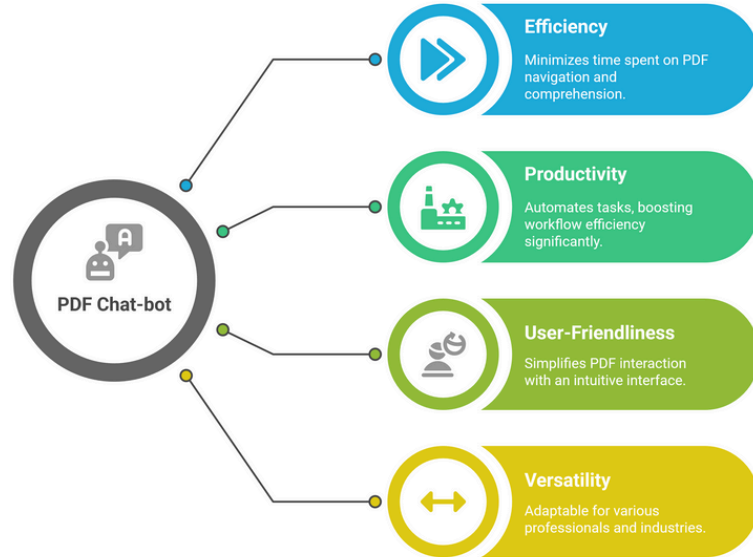 Efficiency
Minimizes time spent on PDF
navigation and
comprehension.
Productivity
Automates tasks, boosting
workflow efficiency
significantly.
A
PDF Chat-bot
User-Friendliness
Simplifies PDF interaction
with an intuitive interface.
Versatility
Adaptable for various
professionals and industries.